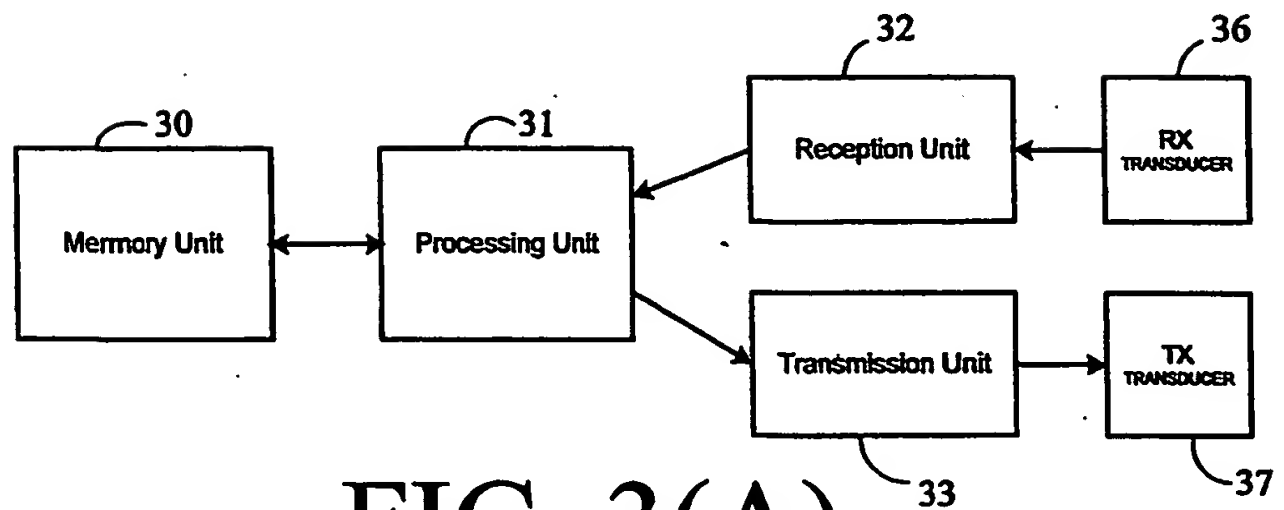 32
36
30
31
Reception Unit
RX
TRANSDUCER
Mermory Unit
Processing Unit
Transmission Unit
TX
TRANSDUCER
33
37
FIG. 3(A)